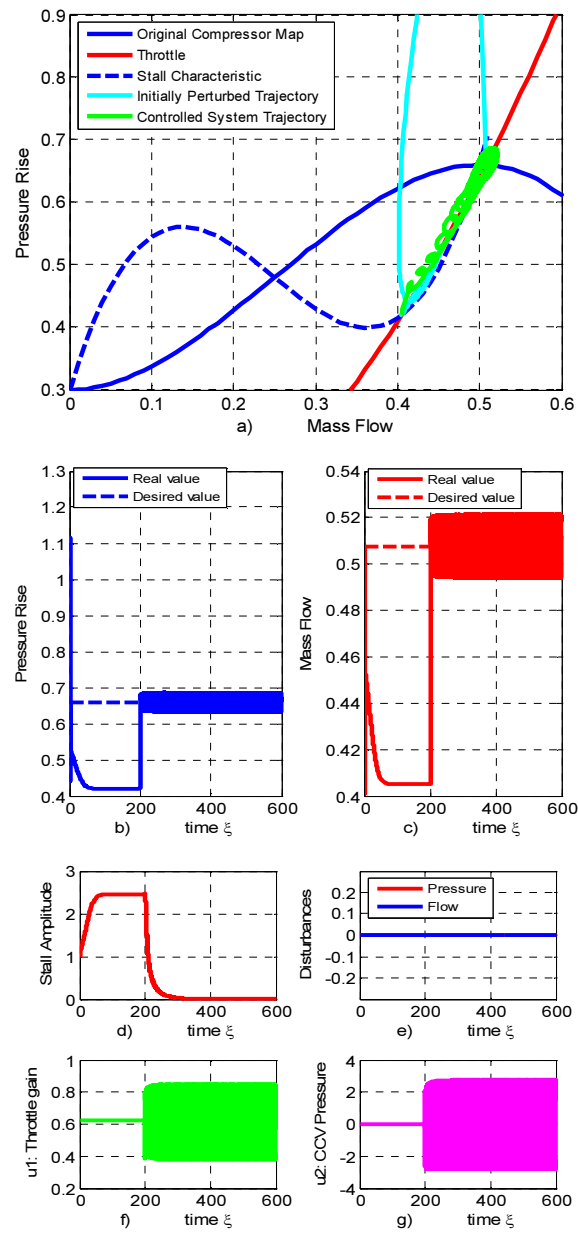 0.9
0.8
0.7
0.6
0.5
0.4
0.3
Pressure Rise
Original Compressor Map
Throttle
Stall Characteristic
Initially Perturbed Trajectory
Controlled System Trajectory
0 0.1 0.2 0.3 0.4 0.5 0.6
a) Mass Flow
1.3
1.2
1.1
1
0.9
0.8
0.7
0.6
0.5
0.4
Pressure Rise
Real value
Desired value
0 200 400 600
b) time ξ
0.54
0.52
0.5
0.48
0.46
0.44
0.42
0.4
Mass Flow
Real value
Desired value
0 200 400 600
c) time ξ
3
2
1
0
Stall Amplitude
0 200 400 600
d) time ξ
0.2
0.1
0
-0.1
-0.2
Disturbances
Pressure
Flow
0 200 400 600
e) time ξ
1
0.8
0.6
0.4
0.2
u1: Throttle gain
0 200 400 600
f) time ξ
4
2
0
-2
-4
u2: CCV Pressure
0 200 400 600
g) time ξ